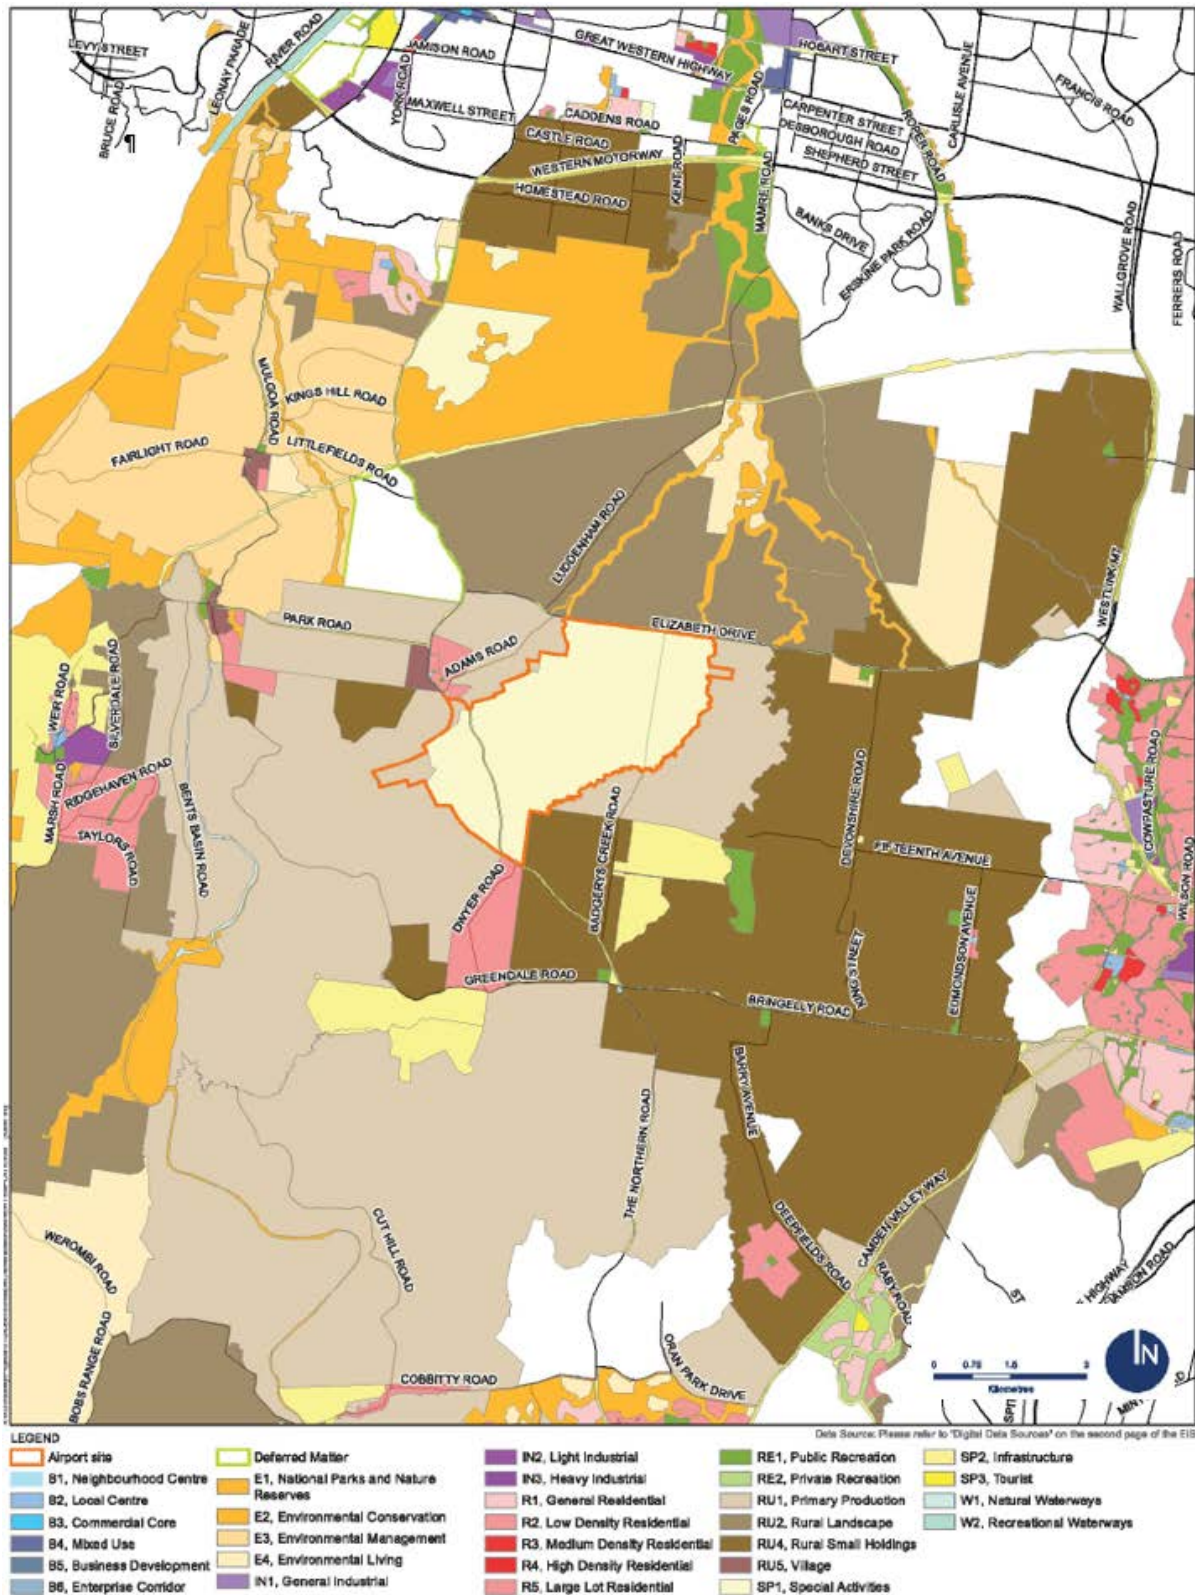 LEVY STREET
LEONAY PARADE
RIVER ROAD
BRUCE ROAD
¶
JAMISON ROAD
YORK ROAD
MAXWELL STREET
GREAT WESTERN HIGHWAY
HOBART STREET
CARLISLE AVENUE
FRANCIS ROAD
CADDENS ROAD
PAGES ROAD
CARPENTER STREET
DESBOROUGH ROAD
SHEPHERD STREET
ROPER ROAD
CASTLE ROAD
WESTERN MOTORWAY
HOMESTEAD ROAD
KENT ROAD
MAMRE ROAD
BANKS DRIVE
ERSKINE PARK ROAD
WALLGROVE ROAD
FERRERS ROAD
MULGOA ROAD
KINGS HILL ROAD
FAIRLIGHT ROAD
LITTLEFIELDS ROAD
LUDDENHAM ROAD
WESTLINK M7
PARK ROAD
ADAMS ROAD
ELIZABETH DRIVE
WEIR ROAD
SILVERDALE ROAD
MARSH ROAD
RIDGEHAVEN ROAD
TAYLORS ROAD
BENTS BASIN ROAD
DEVONSHIRE ROAD
COWPASTURE ROAD
FIFTEENTH AVENUE
BADGERYS CREEK ROAD
DWYER ROAD
WILSON ROAD
EDMONDSON AVENUE
KING STREET
GREENDALE ROAD
BRINGELLY ROAD
BARRY AVENUE
THE NORTHERN ROAD
CUT HILL ROAD
WEROMBI ROAD
BOBS RANGE ROAD
DEEPFIELDS ROAD
CAMDEN VALLEY WAY
RABY ROAD
HIGHWAY
ST
ORAN PARK DRIVE
COBBITTY ROAD
N
0 0.75 1.5 3
Kilometres
LEGEND
Data Source: Please refer to "Digital Data Sources" on the second page of the EIS
Airport site
B1, Neighbourhood Centre
B2, Local Centre
B3, Commercial Core
B4, Mixed Use
B5, Business Development
B6, Enterprise Corridor
Deferred Matter
E1, National Parks and Nature
Reserves
E2, Environmental Conservation
E3, Environmental Management
E4, Environmental Living
IN1, General Industrial
IN2, Light Industrial
IN3, Heavy Industrial
R1, General Residential
R2, Low Density Residential
R3, Medium Density Residential
R4, High Density Residential
R5, Large Lot Residential
RE1, Public Recreation
RE2, Private Recreation
RU1, Primary Production
RU2, Rural Landscape
RU4, Rural Small Holdings
RU5, Village
SP1, Special Activities
SP2, Infrastructure
SP3, Tourist
W1, Natural Waterways
W2, Recreational Waterways